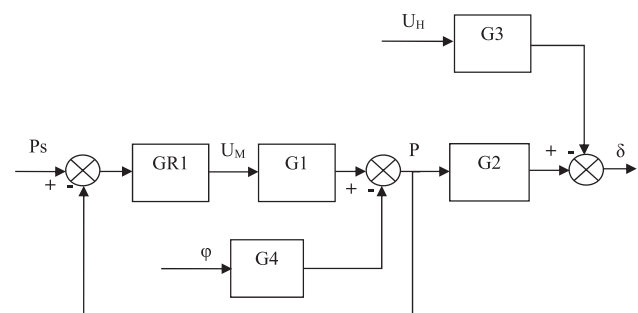 U_H
G3
Ps
+
-
GR1
U_M
G1
+
-
P
G2
+
-
δ
φ
G4